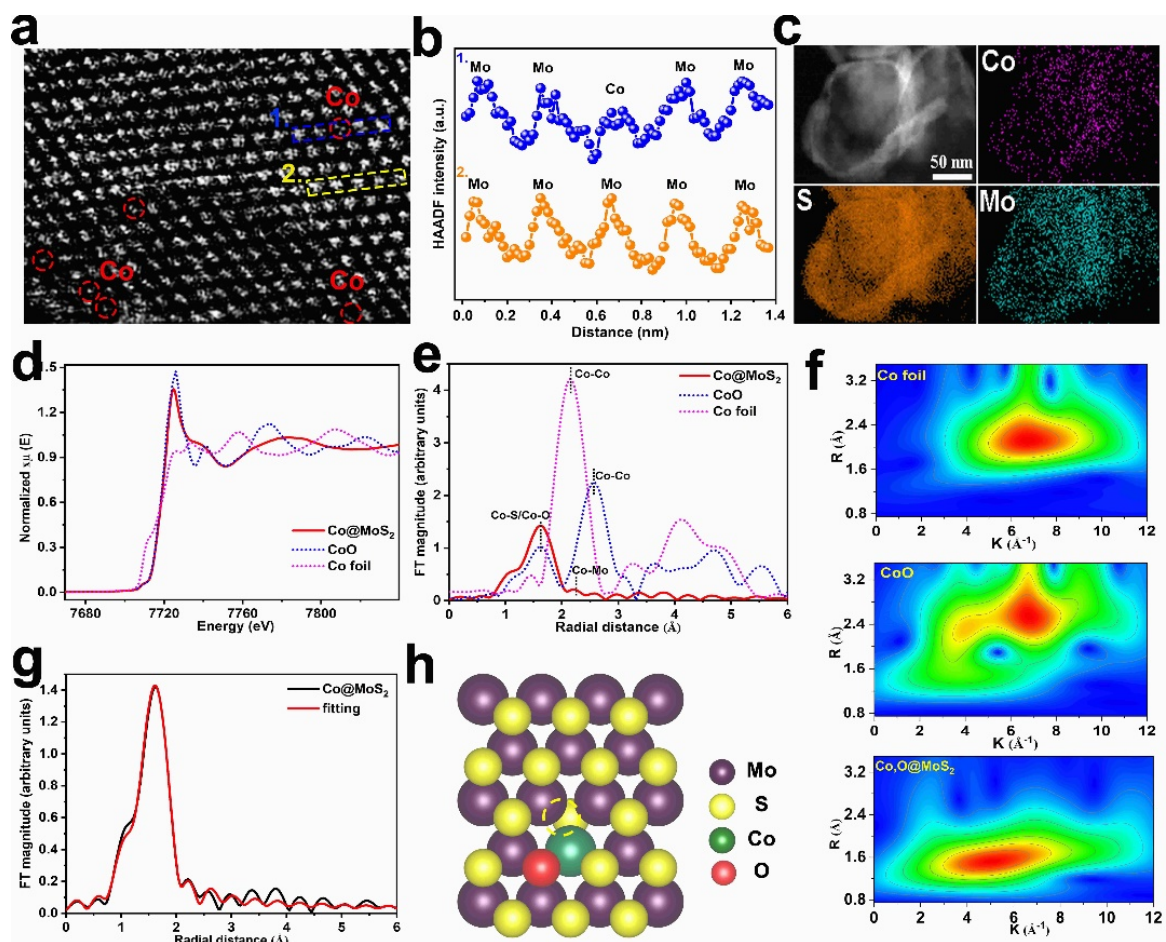 a
Co
1.
2.
Co
Co
b
1.
Mo
Mo
Co
Mo
Mo
2.
Mo
Mo
Mo
Mo
Mo
HAADF intensity (a.u.)
0.0 0.2 0.4 0.6 0.8 1.0 1.2 1.4
Distance (nm)
c
50 nm
Co
S
Mo
d
Normalized xμ (E)
1.5
1.2
0.9
0.6
0.3
0.0
Co@MoS₂
CoO
Co foil
7680 7720 7760 7800
Energy (eV)
e
FT magnitude (arbitrary units)
4
3
2
1
0
Co-Co
Co-Co
Co-S/Co-O
Co-Mo
Co@MoS₂
CoO
Co foil
0 1 2 3 4 5 6
Radial distance (Å)
f
Co foil
R (Å)
3.2
2.4
1.6
0.8
0 2 4 6 8 10 12
K (Å⁻¹)
CoO
R (Å)
3.2
2.4
1.6
0.8
0 2 4 6 8 10 12
K (Å⁻¹)
Co,O@MoS₂
R (Å)
3.2
2.4
1.6
0.8
0 2 4 6 8 10 12
K (Å⁻¹)
g
FT magnitude (arbitrary units)
1.4
1.2
1.0
0.8
0.6
0.4
0.2
0.0
Co@MoS₂
fitting
0 1 2 3 4 5 6
Radial distance (Å)
h
Mo
S
Co
O